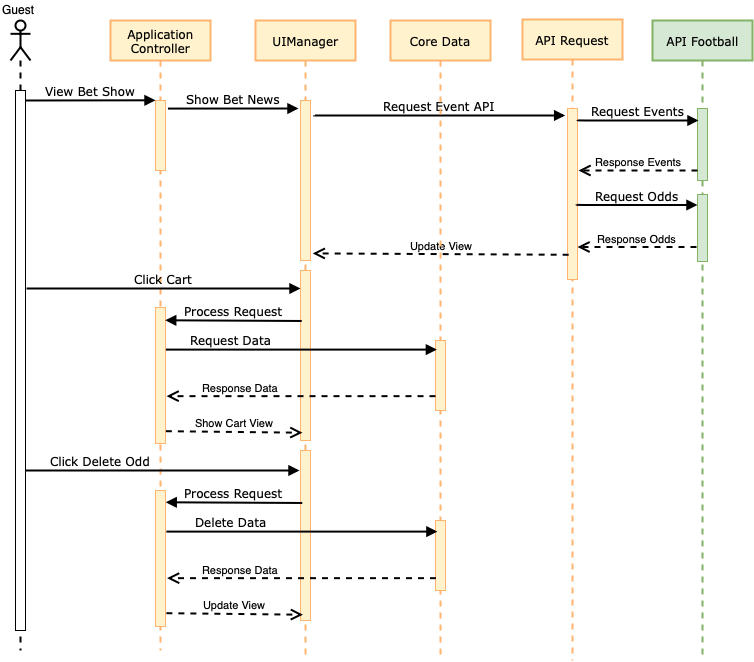 Guest
Application
Controller
UIManager
Core Data
API Request
API Football
View Bet Show
Show Bet News
Request Event API
Request Events
Response Events
Request Odds
Response Odds
Update View
Click Cart
Process Request
Request Data
Response Data
Show Cart View
Click Delete Odd
Process Request
Delete Data
Response Data
Update View